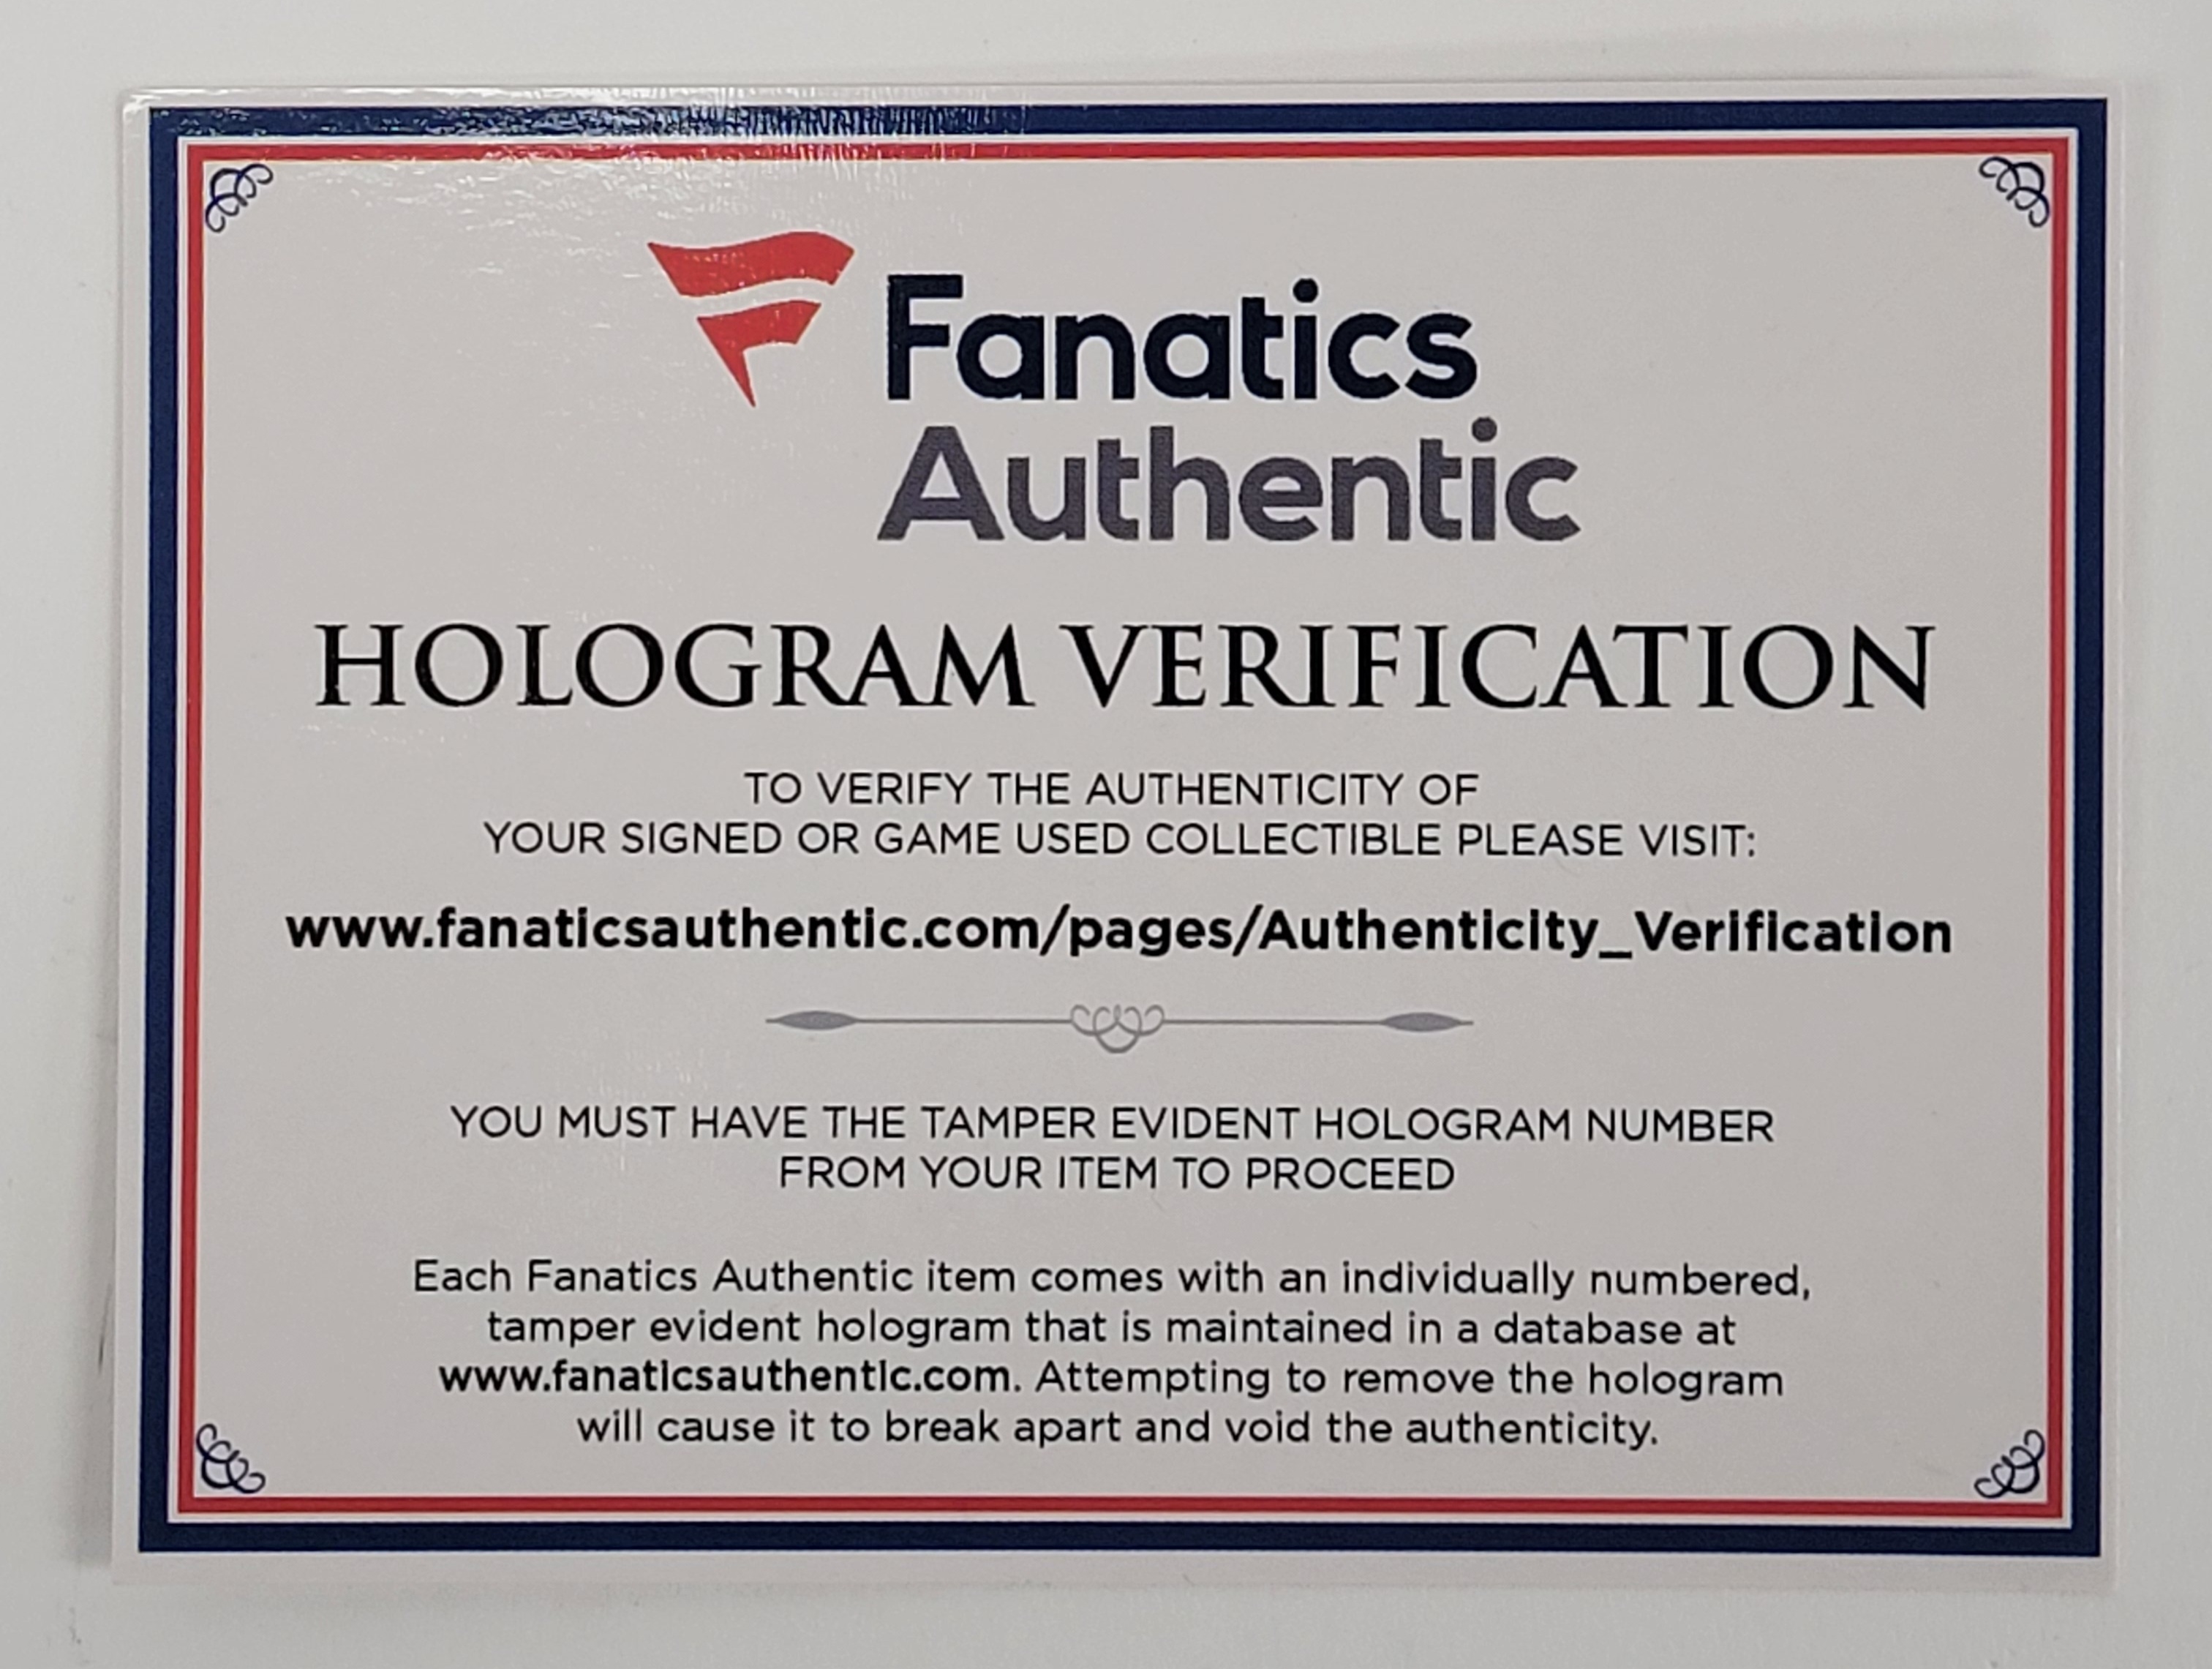 Fanatics
Authentic
HOLOGRAM VERIFICATION
TO VERIFY THE AUTHENTICITY OF
YOUR SIGNED OR GAME USED COLLECTIBLE PLEASE VISIT:
www.fanaticsauthentic.com/pages/Authenticity_Verification
YOU MUST HAVE THE TAMPER EVIDENT HOLOGRAM NUMBER
FROM YOUR ITEM TO PROCEED
Each Fanatics Authentic item comes with an individually numbered,
tamper evident hologram that is maintained in a database at
www.fanaticsauthentic.com. Attempting to remove the hologram
will cause it to break apart and void the authenticity.